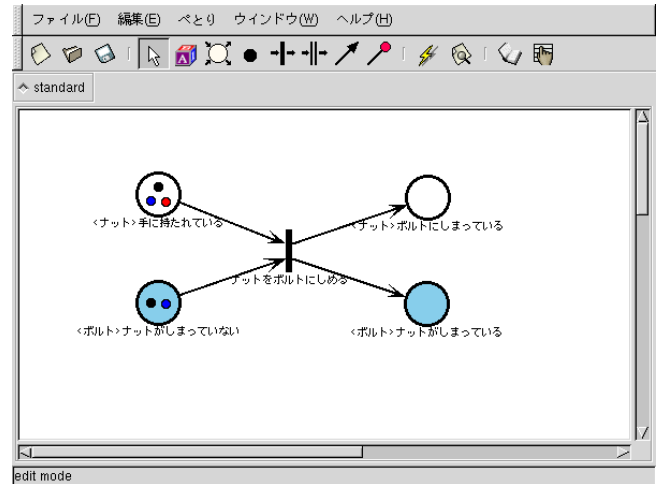 ファイル(F) 編集(E) ぺとり ウインドウ(W) ヘルプ(H)
A
standard
<ナット>手に持たれている
<ナット>ボルトにしまっている
ナットをボルトにしめる
<ボルト>ナットがしまっていない
<ボルト>ナットがしまっている
edit mode